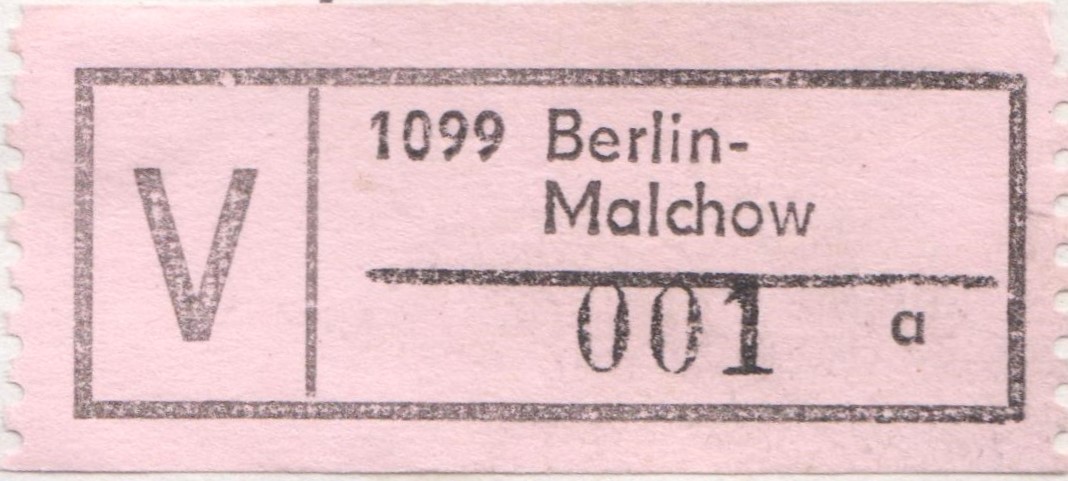 V
1099 Berlin-
Malchow
001 a